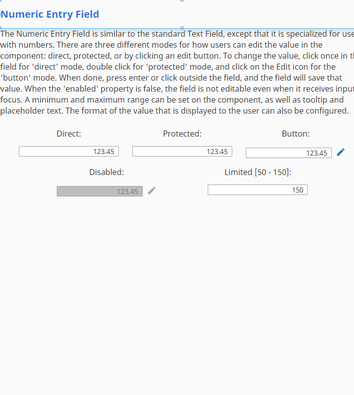 Numeric Entry Field
The Numeric Entry Field is similar to the standard Text Field, except that it is specialized for use
with numbers. There are three different modes for how users can edit the value in the
component: direct, protected, or by clicking an edit button. To change the value, click once in th
field for 'direct' mode, double click for 'protected' mode, and click on the Edit icon for the
'button' mode. When done, press enter or click outside the field, and the field will save that
value. When the 'enabled' property is false, the field is not editable even when it receives input
focus. A minimum and maximum range can be set on the component, as well as tooltip and
placeholder text. The format of the value that is displayed to the user can also be configured.
Direct: Protected: Button:
123.45 123.45 123.45
Disabled: Limited [50 - 150]:
123.45 150